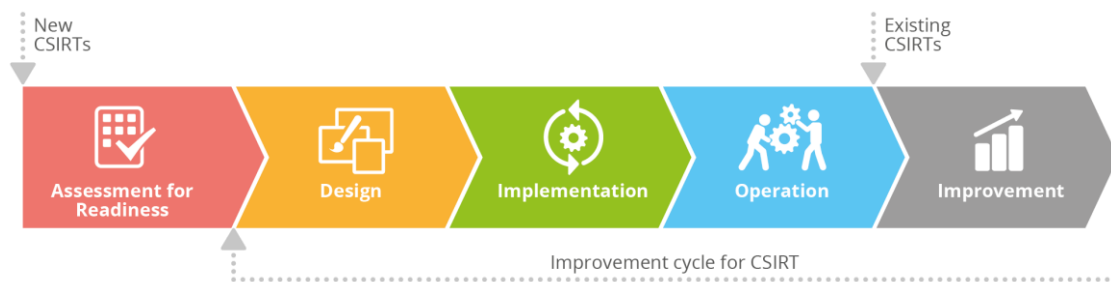 New
CSIRTs
Existing
CSIRTs
Assessment for
Readiness
Design
Implementation
Operation
Improvement
Improvement cycle for CSIRT